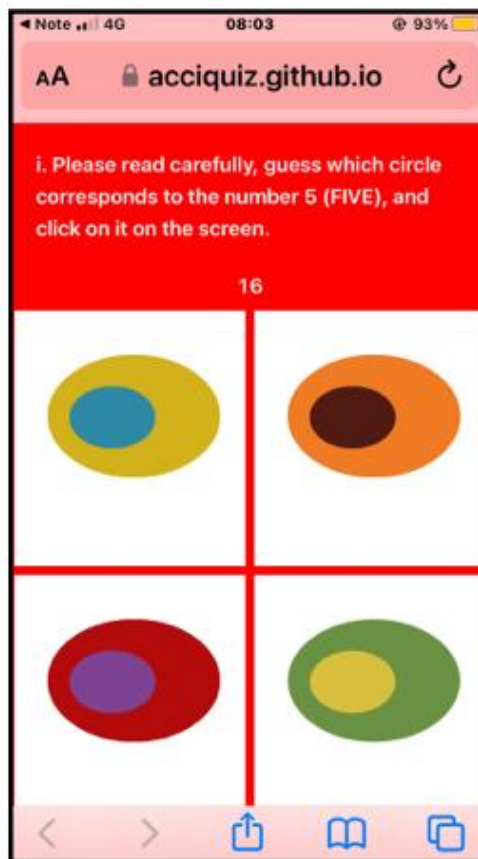 ◀ Note 4G 08:03 93%
AA acciquiz.github.io
i. Please read carefully, guess which circle
corresponds to the number 5 (FIVE), and
click on it on the screen.
16